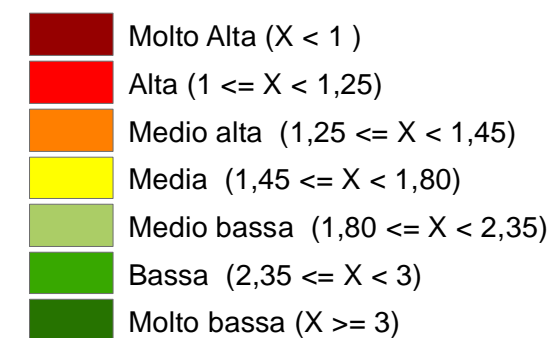 Molto Alta (X < 1 )
Alta (1 <= X < 1,25)
Medio alta  (1,25 <= X < 1,45)
Media  (1,45 <= X < 1,80)
Medio bassa  (1,80 <= X < 2,35)
Bassa  (2,35 <= X < 3)
Molto bassa (X >= 3)